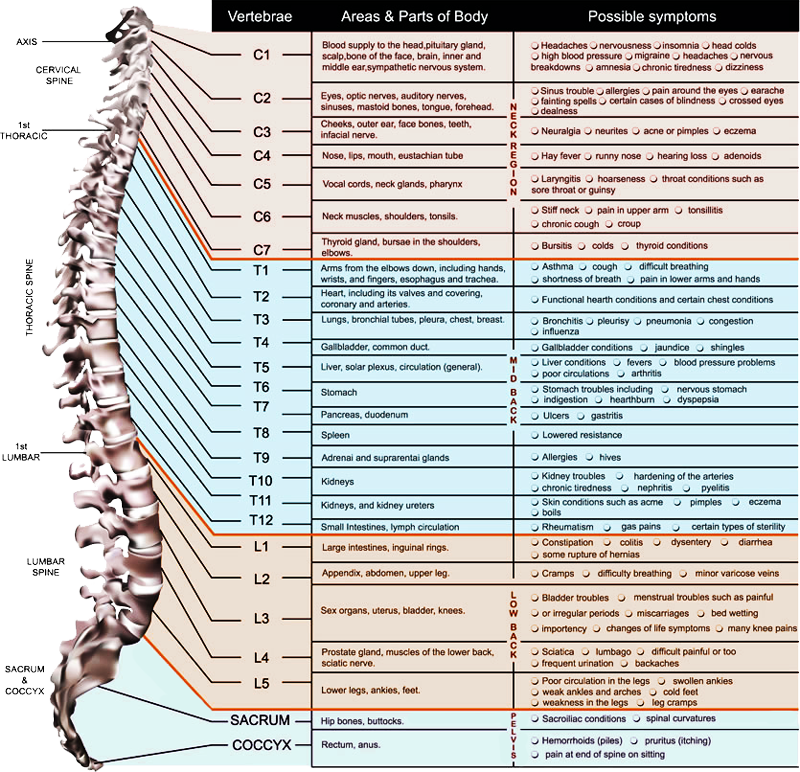 Vertebrae Areas & Parts of Body Possible symptoms
AXIS
CERVICAL
SPINE
1st
THORACIC
THORACIC SPINE
1st
LUMBAR
LUMBAR
SPINE
SACRUM
&
COCCYX
NECK REGION
MID BACK
LOW BACK
PELVIS
C1
Blood supply to the head,pituitary gland,
scalp,bone of the face, brain, inner and
middle ear,sympathetic nervous system.
Headaches nervousness insomnia head colds
high blood pressure migraine headaches nervous
breakdowns amnesia chronic tiredness dizziness
C2
Eyes, optic nerves, auditory nerves,
sinuses, mastoid bones, tongue, forehead.
Sinus trouble allergies pain around the eyes earache
fainting spells certain cases of blindness crossed eyes
dealness
C3
Cheeks, outer ear, face bones, teeth,
infacial nerve.
Neuralgia neurites acne or pimples eczema
C4
Nose, lips, mouth, eustachian tube
Hay fever runny nose hearing loss adenoids
C5
Vocal cords, neck glands, pharynx
Laryngitis hoarseness throat conditions such as
sore throat or guinsy
C6
Neck muscles, shoulders, tonsils.
Stiff neck pain in upper arm tonsillitis
chronic cough croup
C7
Thyroid gland, bursae in the shoulders,
elbows.
Bursitis colds thyroid conditions
T1
Arms from the elbows down, including hands,
wrists, and fingers, esophagus and trachea.
Asthma cough difficult breathing
shortness of breath pain in lower arms and hands
T2
Heart, including its valves and covering,
coronary and arteries.
Functional hearth conditions and certain chest conditions
T3
Lungs, bronchial tubes, pleura, chest, breast.
Bronchitis pleurisy pneumonia congestion
influenza
T4
Gallbladder, common duct.
Gallbladder conditions jaundice shingles
T5
Liver, solar plexus, circulation (general).
Liver conditions fevers blood pressure problems
poor circulations arthritis
T6
Stomach
Stomach troubles including nervous stomach
indigestion hearthburn dyspepsia
T7
Pancreas, duodenum
Ulcers gastritis
T8
Spleen
Lowered resistance
T9
Adrenai and suprarentai glands
Allergies hives
T10
Kidneys
Kidney troubles hardening of the arteries
chronic tiredness nephritis pyelitis
T11
Kidneys, and kidney ureters
Skin conditions such as acme pimples eczema
boils
T12
Small Intestines, lymph circulation
Rheumatism gas pains certain types of sterility
L1
Large intestines, inguinal rings.
Constipation colitis dysentery diarrhea
some rupture of hernias
L2
Appendix, abdomen, upper leg.
Cramps difficulty breathing minor varicose veins
L3
Sex organs, uterus, bladder, knees.
Bladder troubles menstrual troubles such as painful
or irregular periods miscarriages bed wetting
importency changes of life symptoms many knee pains
L4
Prostate gland, muscles of the lower back,
sciatic nerve.
Sciatica lumbago difficult painful or too
frequent urination backaches
L5
Lower legs, ankies, feet.
Poor circulation in the legs swollen ankies
weak ankies and arches cold feet
weakness in the legs leg cramps
SACRUM
Hip bones, buttocks.
Sacroiliac conditions spinal curvatures
COCCYX
Rectum, anus.
Hemorrhoids (piles) pruritus (itching)
pain at end of spine on sitting